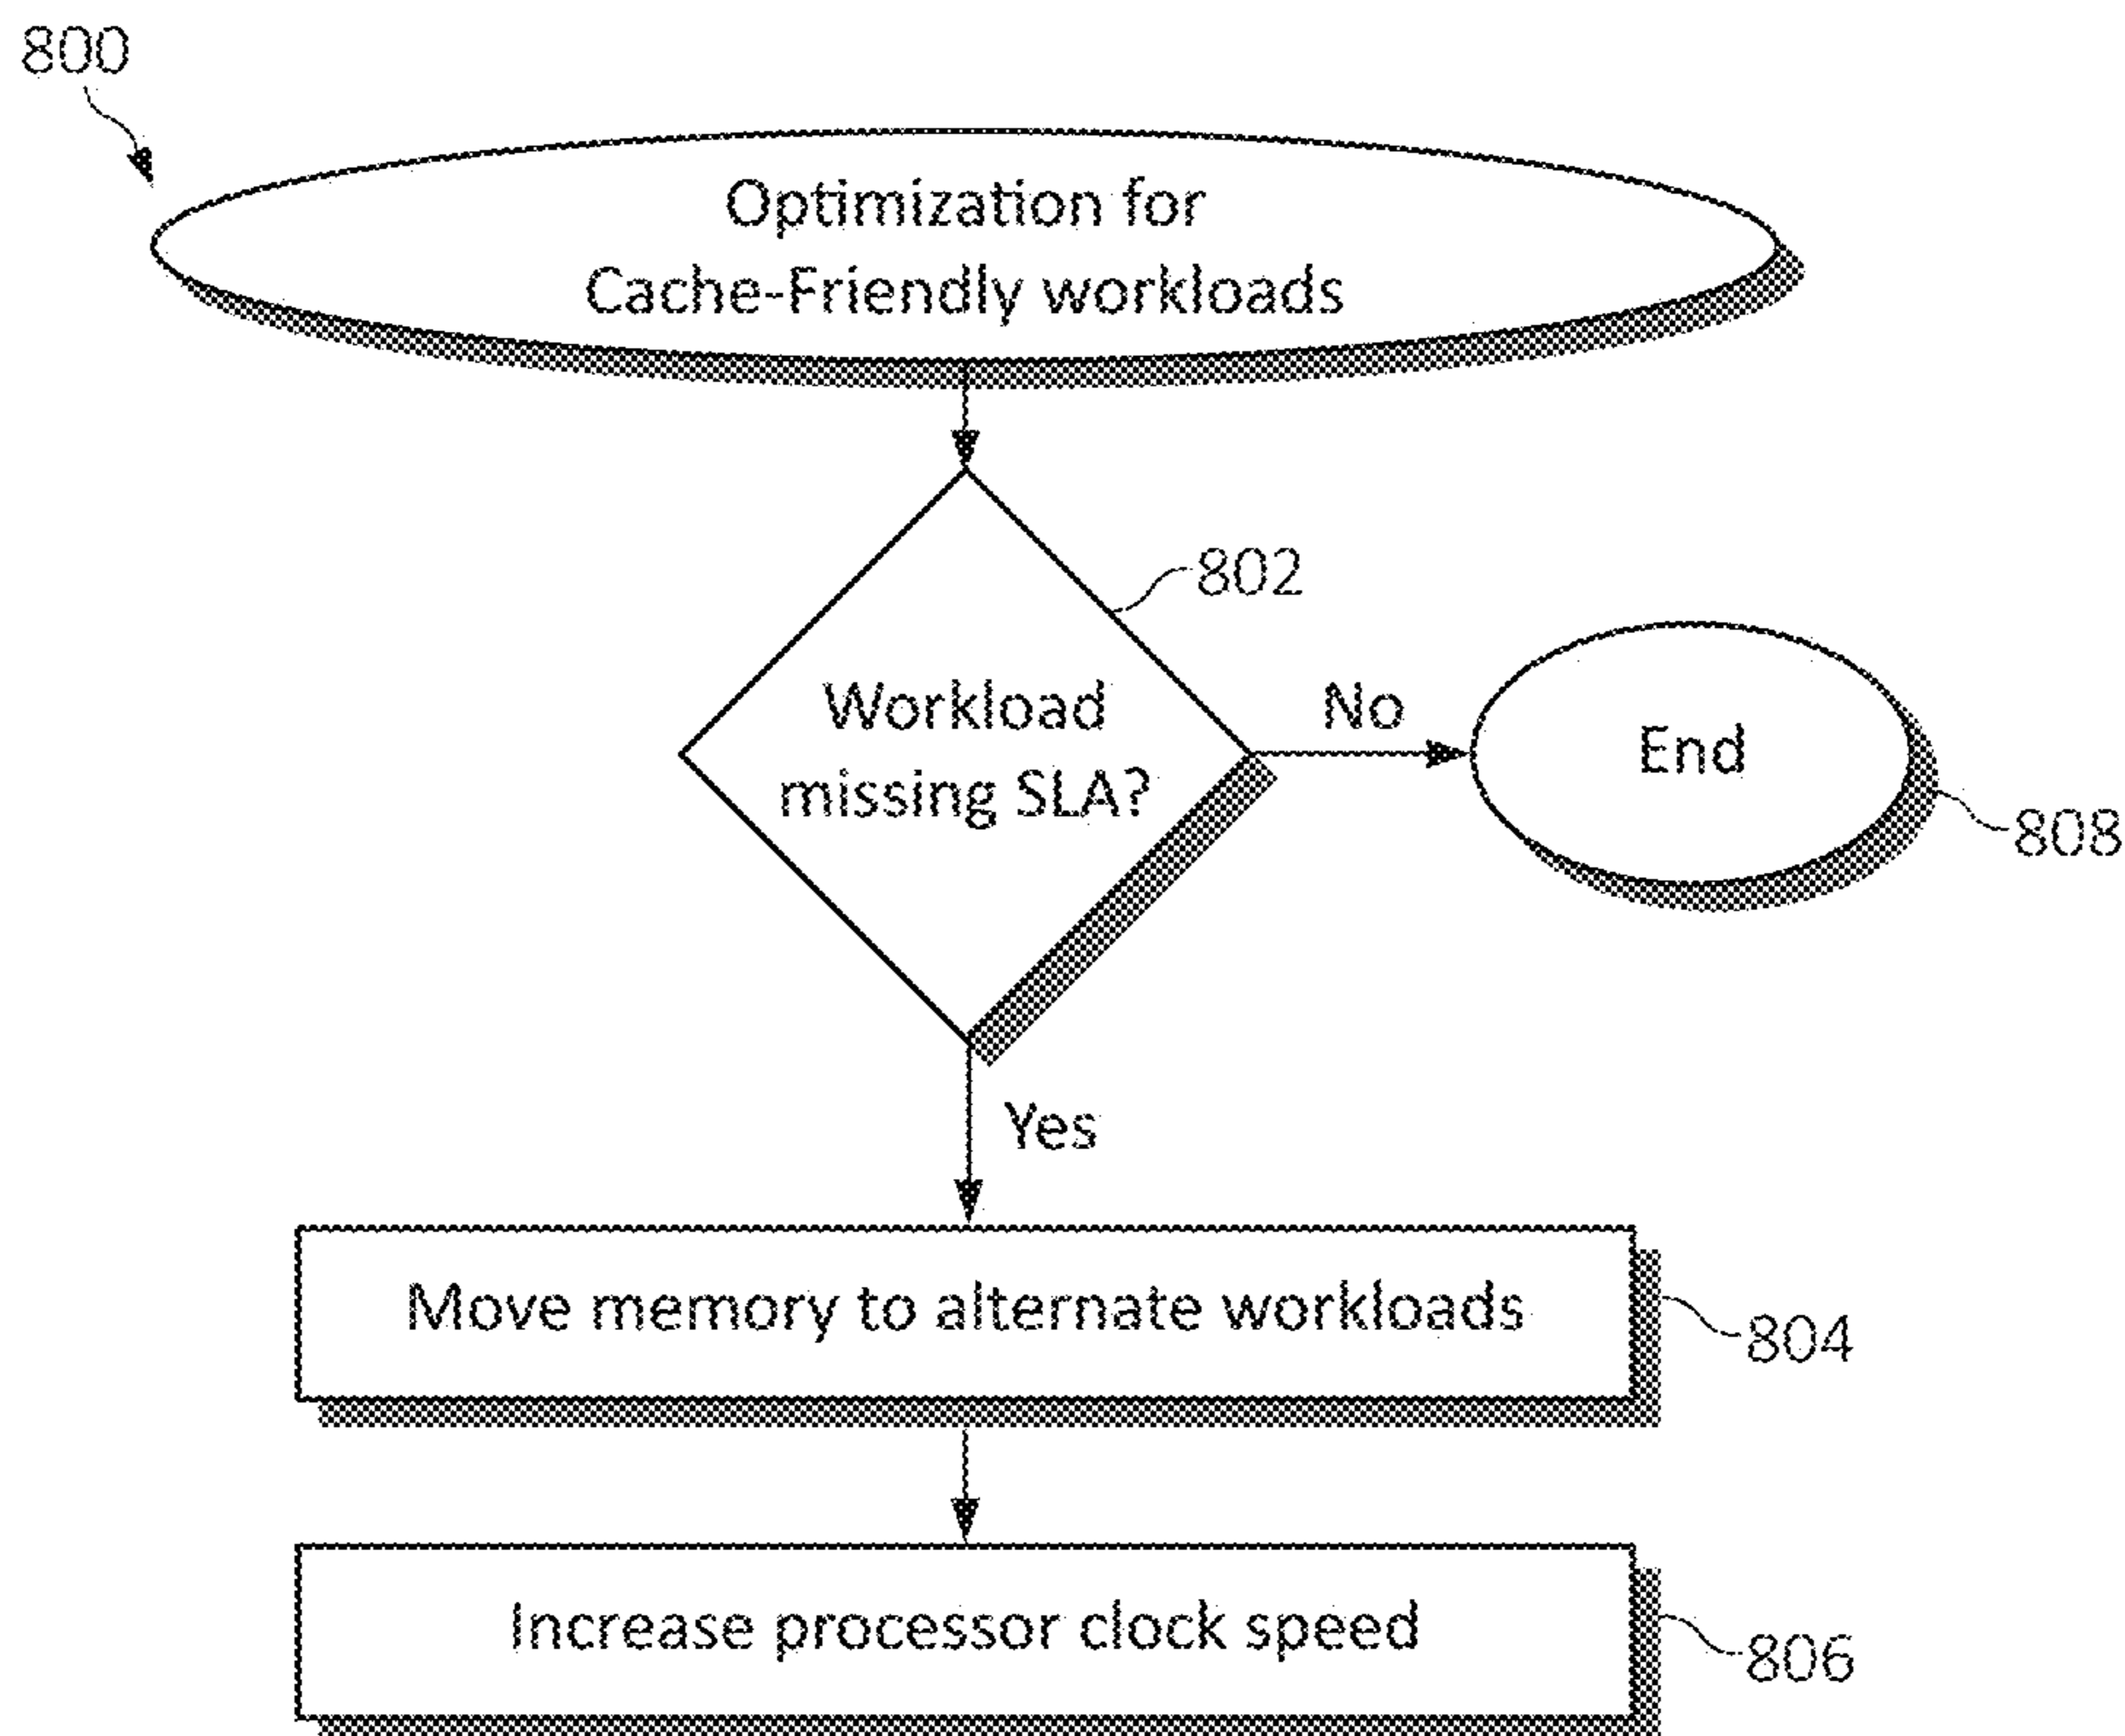 800
Optimization for
Cache-Friendly workloads
802
Workload
missing SLA?
No
End
808
Yes
Move memory to alternate workloads
804
Increase processor clock speed
806